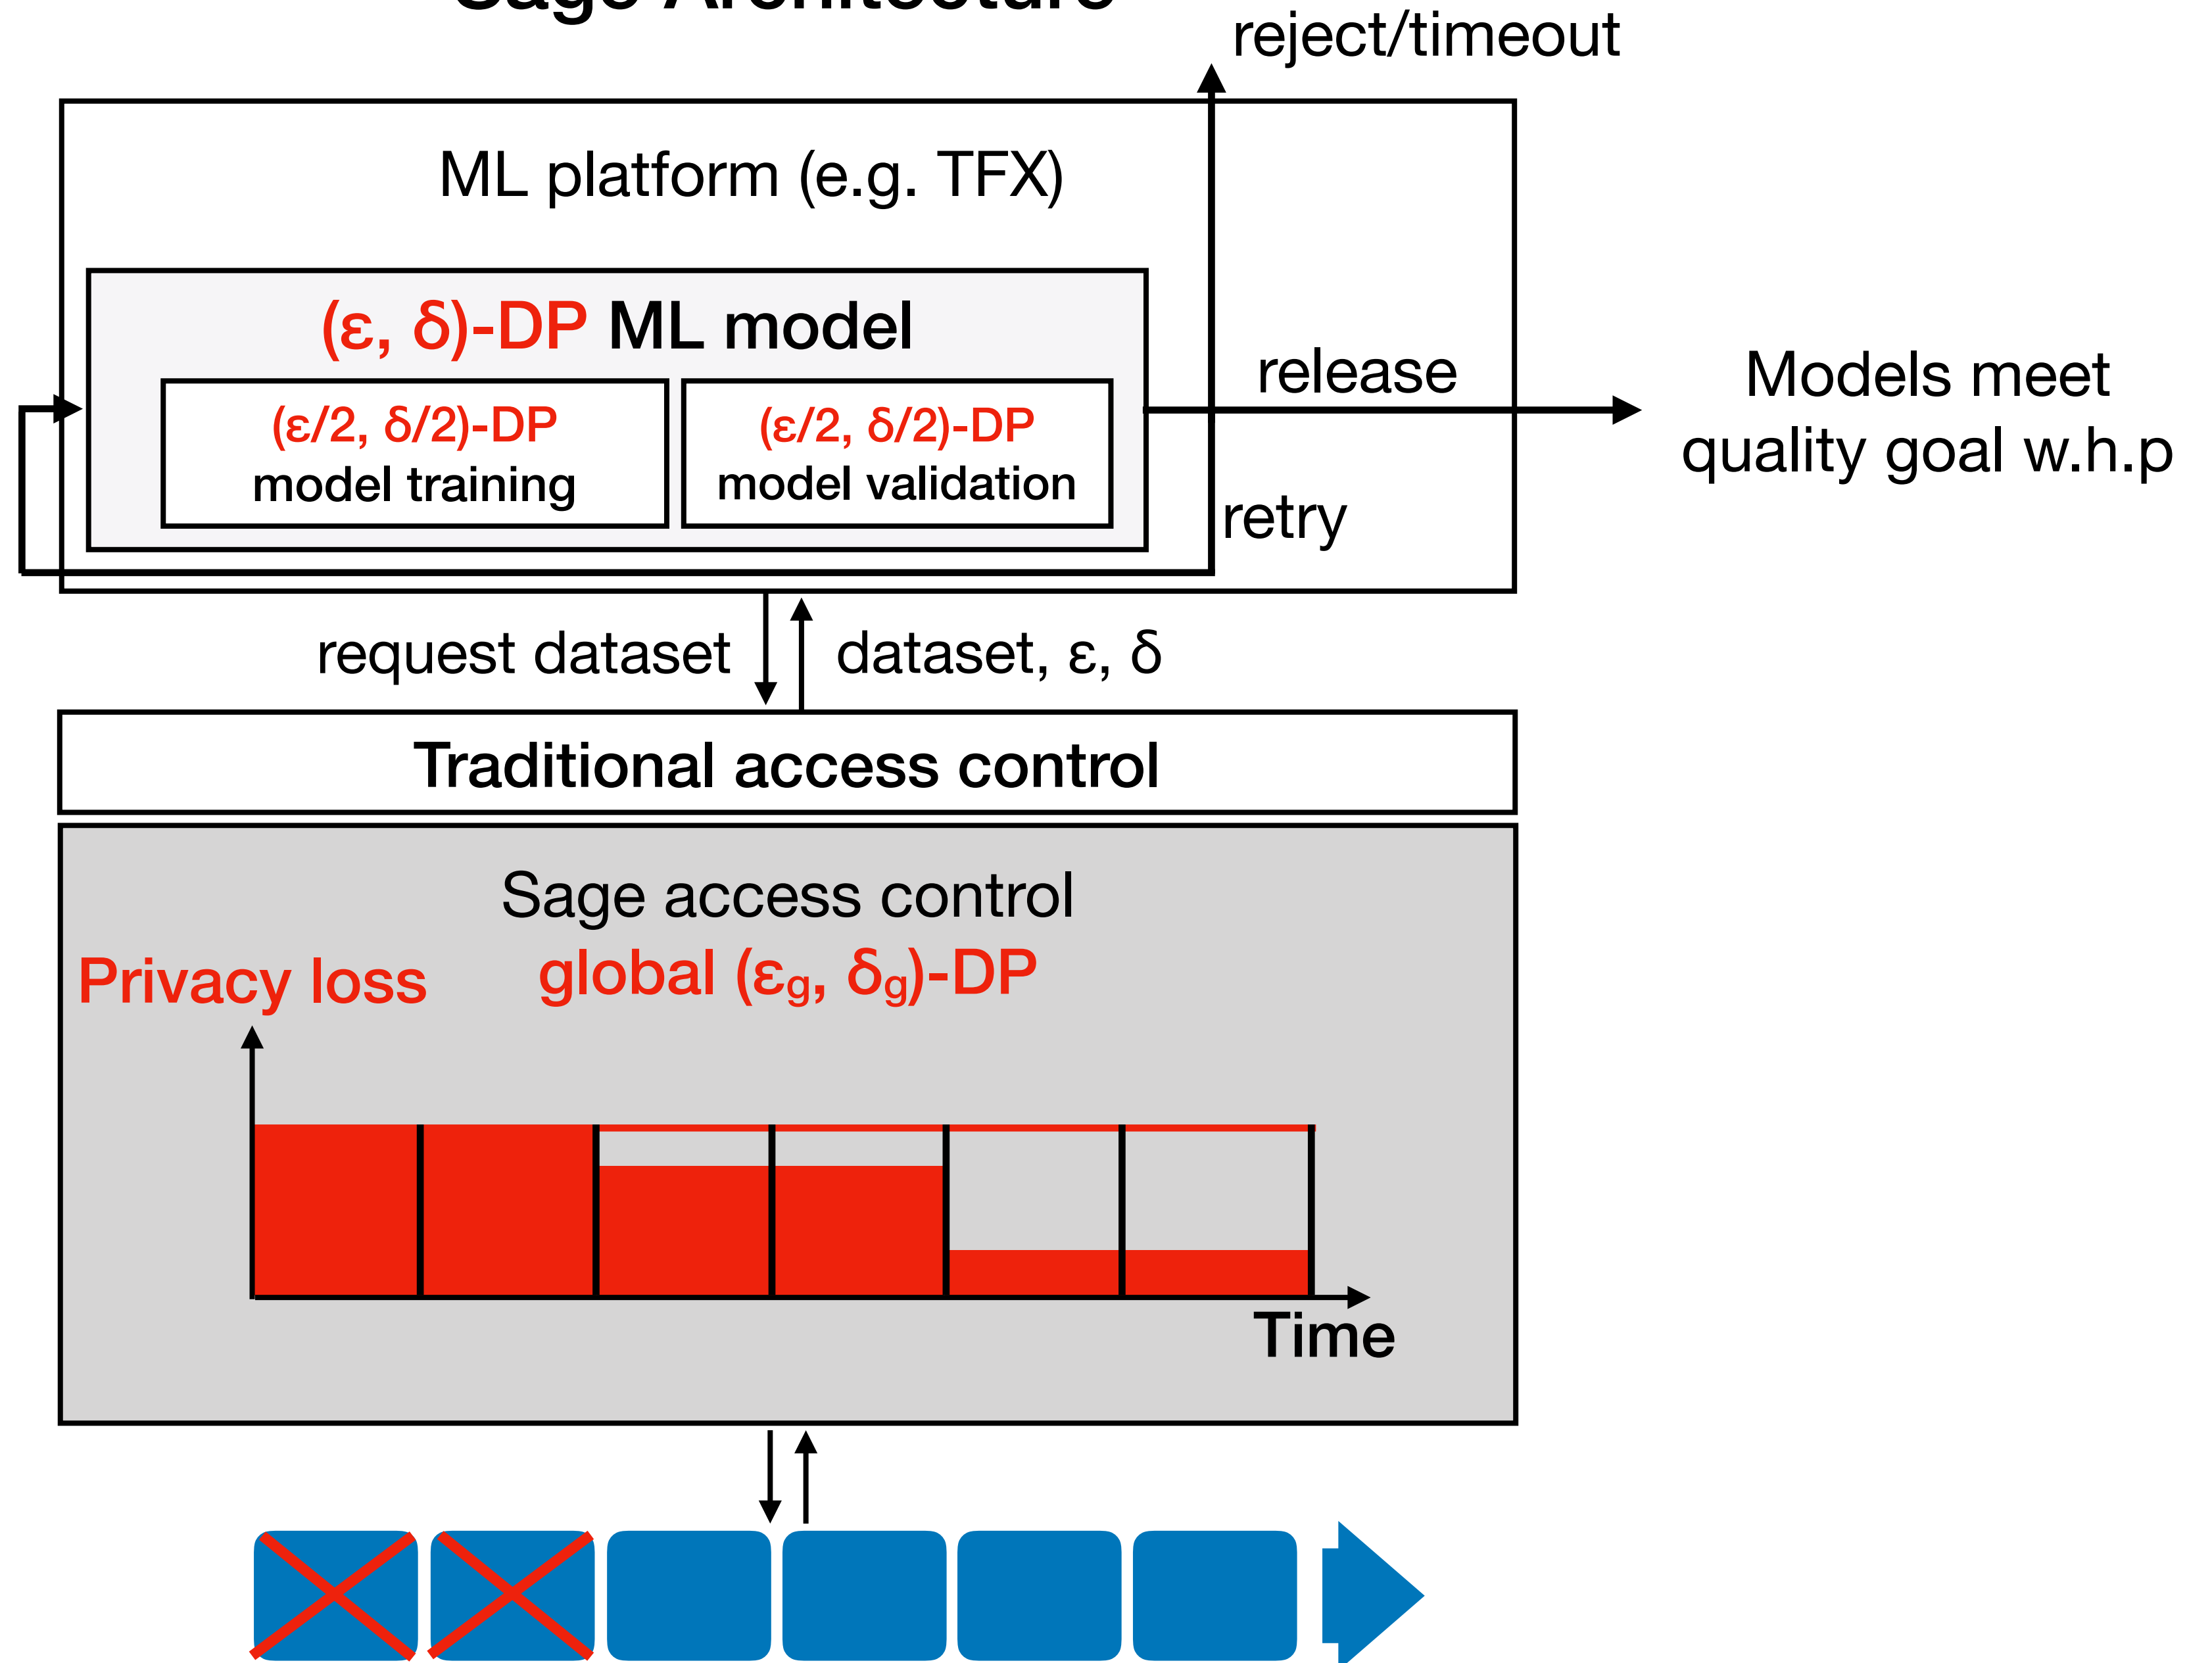 Sage Architecture
reject/timeout
ML platform (e.g. TFX)
(ε, δ)-DP ML model
(ε/2, δ/2)-DP
model training
(ε/2, δ/2)-DP
model validation
release
Models meet
quality goal w.h.p
retry
request dataset
dataset, ε, δ
Traditional access control
Sage access control
global (εg, δg)-DP
Privacy loss
Time